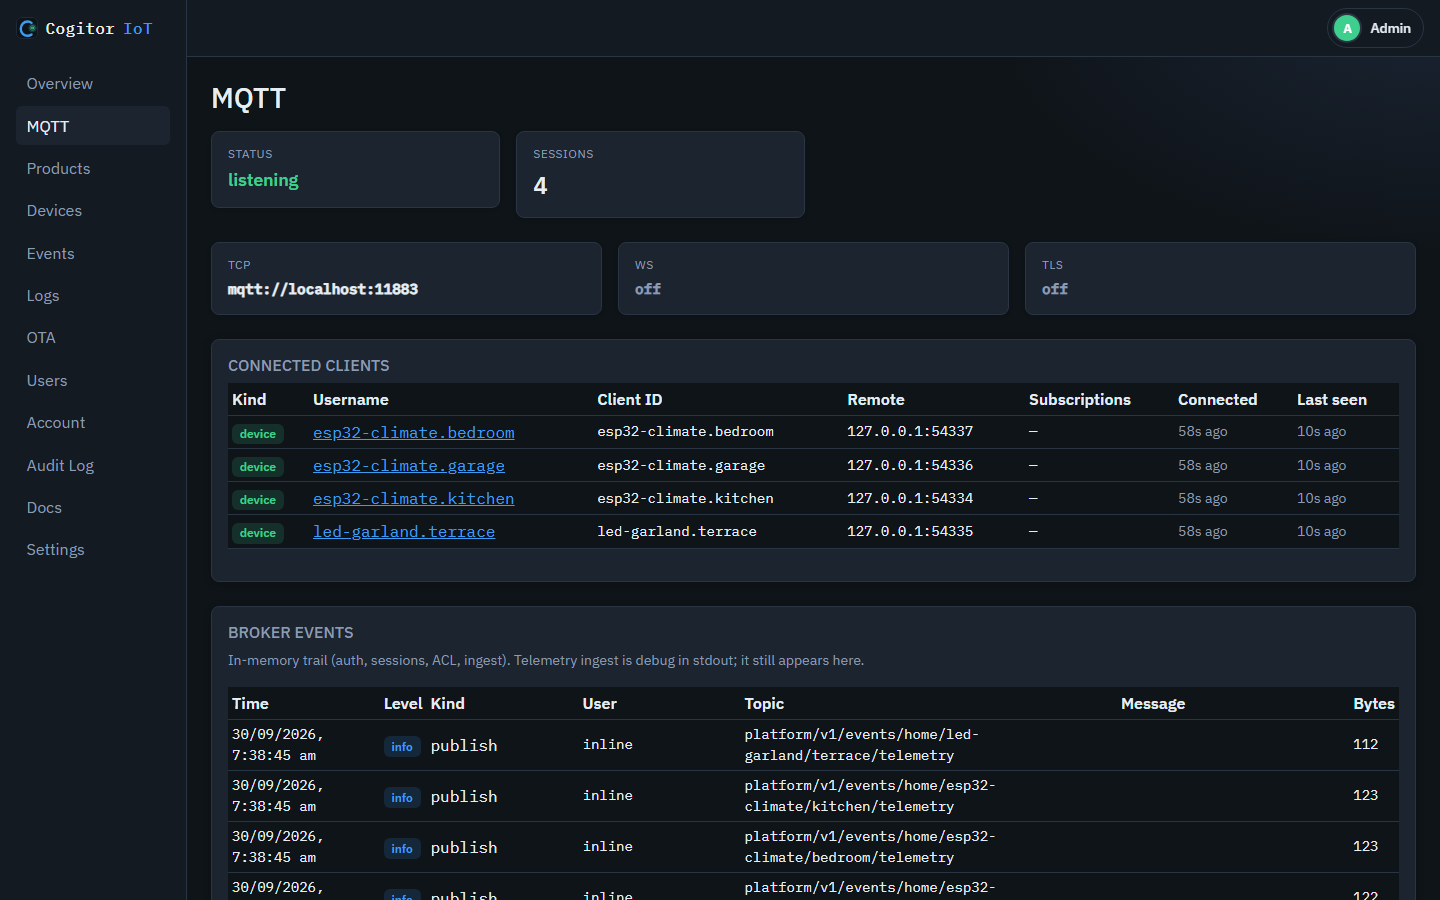 Cogitor IoT
A Admin
Overview
MQTT
Products
Devices
Events
Logs
OTA
Users
Account
Audit Log
Docs
Settings
MQTT
STATUS
listening
SESSIONS
4
TCP
mqtt://localhost:11883
WS
off
TLS
off
CONNECTED CLIENTS
Kind Username Client ID Remote Subscriptions Connected Last seen
device esp32-climate.bedroom esp32-climate.bedroom 127.0.0.1:54337 — 58s ago 10s ago
device esp32-climate.garage esp32-climate.garage 127.0.0.1:54336 — 58s ago 10s ago
device esp32-climate.kitchen esp32-climate.kitchen 127.0.0.1:54334 — 58s ago 10s ago
device led-garland.terrace led-garland.terrace 127.0.0.1:54335 — 58s ago 10s ago
BROKER EVENTS
In-memory trail (auth, sessions, ACL, ingest). Telemetry ingest is debug in stdout; it still appears here.
Time Level Kind User Topic Message Bytes
30/09/2026, 7:38:45 am info publish inline platform/v1/events/home/led-garland/terrace/telemetry 112
30/09/2026, 7:38:45 am info publish inline platform/v1/events/home/esp32-climate/kitchen/telemetry 123
30/09/2026, 7:38:45 am info publish inline platform/v1/events/home/esp32-climate/bedroom/telemetry 123
30/09/2026, info publish inline platform/v1/events/home/esp32- 122